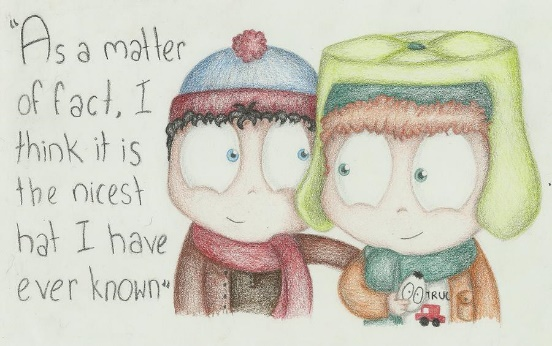 "As a matter
of fact, I
think it is
the nicest
hat I have
ever known"
TRUC